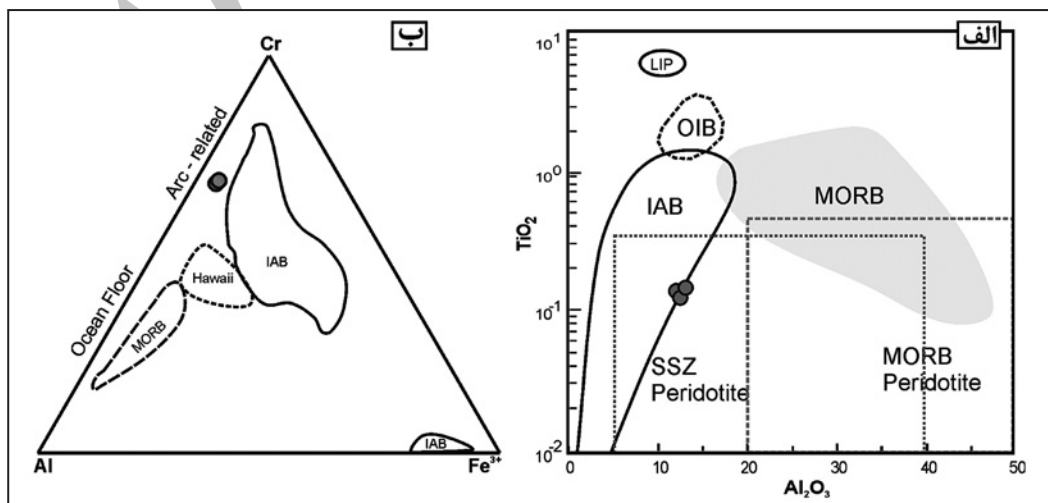 ب
Cr
Arc - related
Ocean Floor
IAB
Hawaii
MORB
IAB
Al
Fe³⁺
الف
TiO₂
10¹
10⁰
10⁻¹
10⁻²
LIP
OIB
IAB
MORB
SSZ
Peridotite
MORB
Peridotite
0
10
20
30
40
50
Al₂O₃